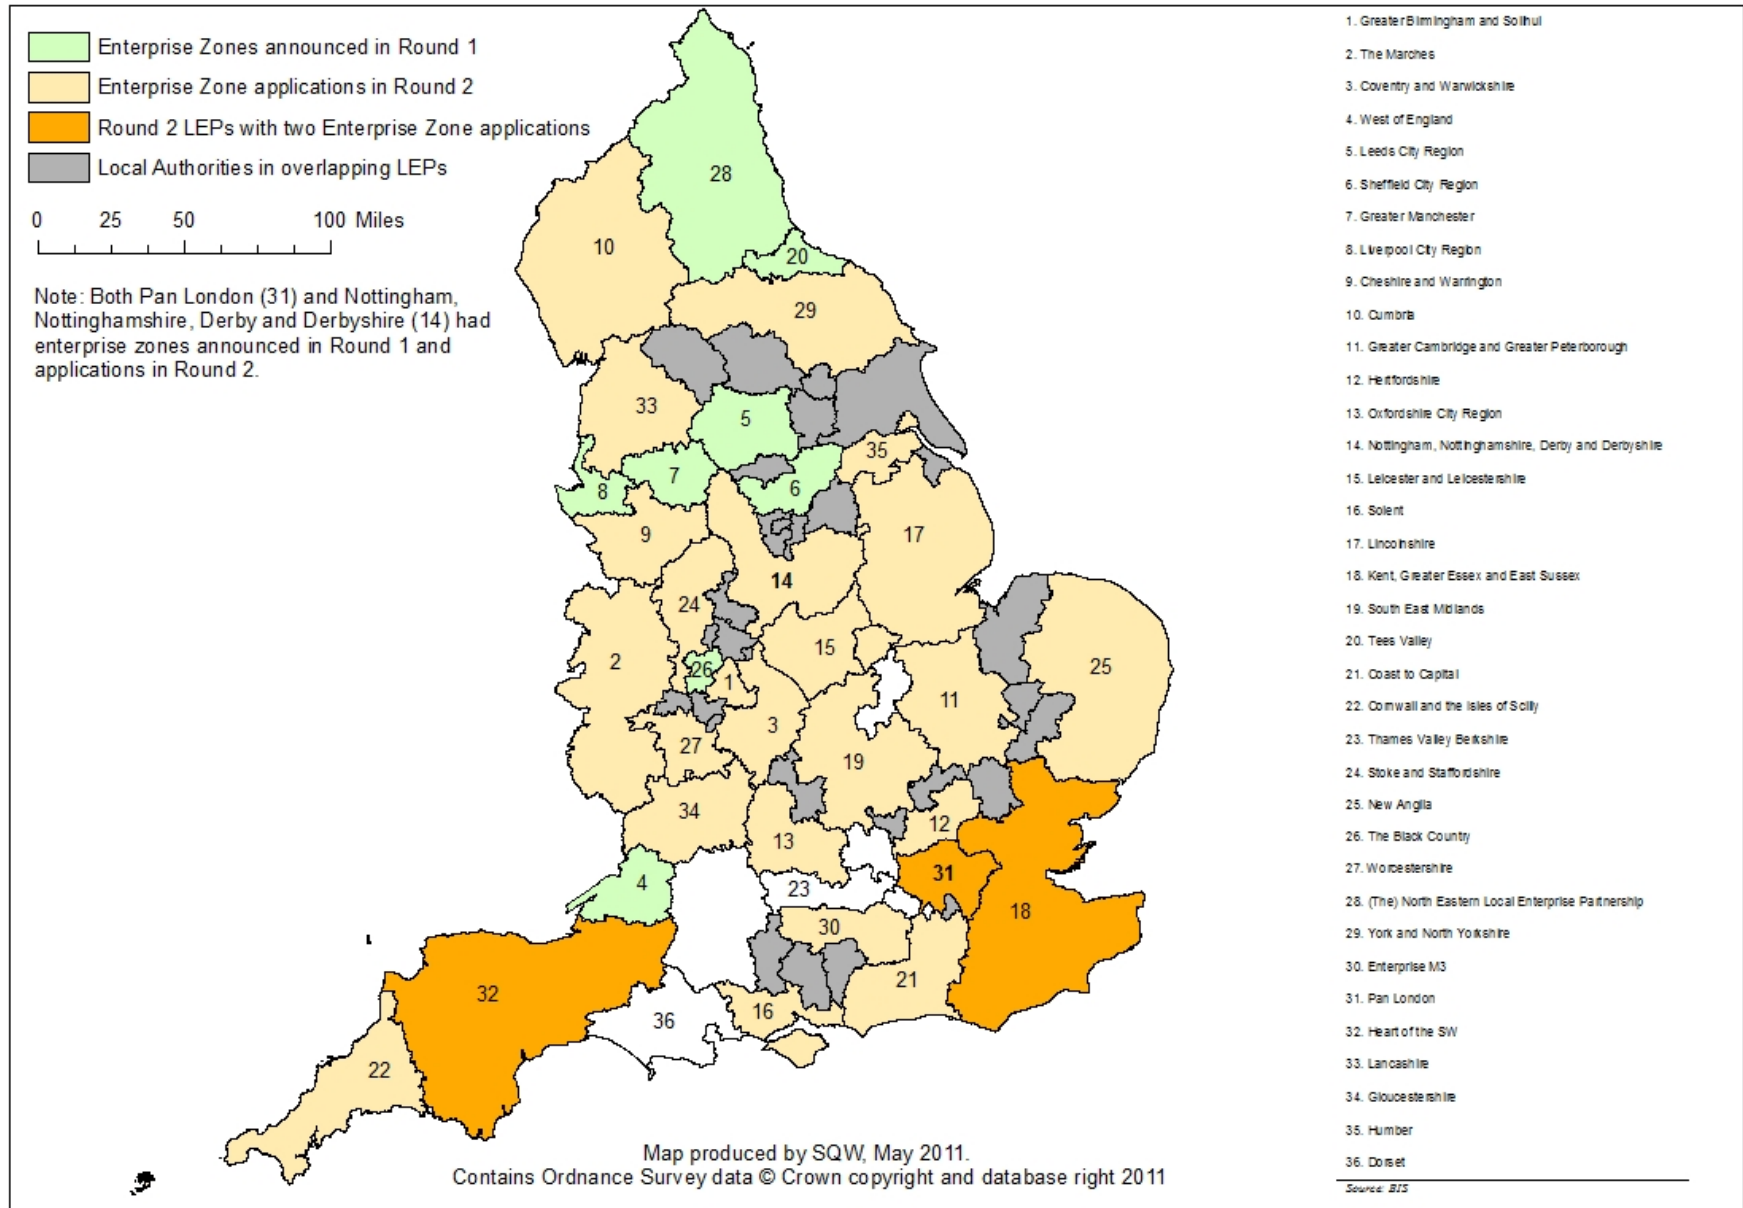 Enterprise Zones announced in Round 1
Enterprise Zone applications in Round 2
Round 2 LEPs with two Enterprise Zone applications
Local Authorities in overlapping LEPs
0 25 50 100 Miles
Note: Both Pan London (31) and Nottingham,
Nottinghamshire, Derby and Derbyshire (14) had
enterprise zones announced in Round 1 and
applications in Round 2.
28
10
20
29
33
5
35
7
8
6
9
17
14
24
15
2
26
1
25
11
3
27
19
34
12
13
31
4
23
18
30
21
32
16
36
22
Map produced by SQW, May 2011.
Contains Ordnance Survey data © Crown copyright and database right 2011
1. Greater Birmingham and Solihul
2. The Marches
3. Coventry and Warwickshire
4. West of England
5. Leeds City Region
6. Sheffield City Region
7. Greater Manchester
8. Liverpool City Region
9. Cheshire and Warrington
10. Cumbria
11. Greater Cambridge and Greater Peterborough
12. Hertfordshire
13. Oxfordshire City Region
14. Nottingham, Nottinghamshire, Derby and Derbyshire
15. Leicester and Leicestershire
16. Solent
17. Lincolnshire
18. Kent, Greater Essex and East Sussex
19. South East Midlands
20. Tees Valley
21. Coast to Capital
22. Cornwall and the Isles of Scilly
23. Thames Valley Berkshire
24. Stoke and Staffordshire
25. New Anglia
26. The Black Country
27. Worcestershire
28. (The) North Eastern Local Enterprise Partnership
29. York and North Yorkshire
30. Enterprise M3
31. Pan London
32. Heart of the SW
33. Lancashire
34. Gloucestershire
35. Humber
36. Dorset
Source: BIS